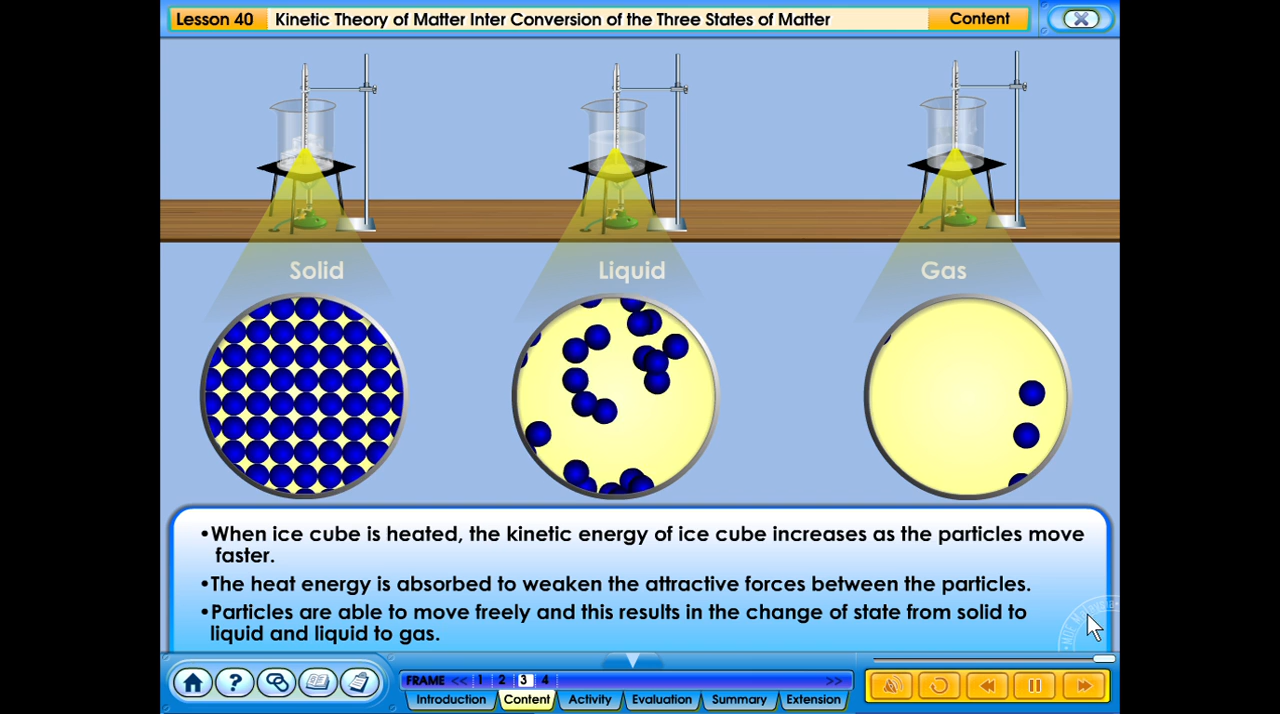 Lesson 40 Kinetic Theory of Matter Inter Conversion of the Three States of Matter Content
Solid Liquid Gas
•When ice cube is heated, the kinetic energy of ice cube increases as the particles move
faster.
•The heat energy is absorbed to weaken the attractive forces between the particles.
•Particles are able to move freely and this results in the change of state from solid to
liquid and liquid to gas.
FRAME << 1 2 3 4 >>
Introduction Content Activity Evaluation Summary Extension